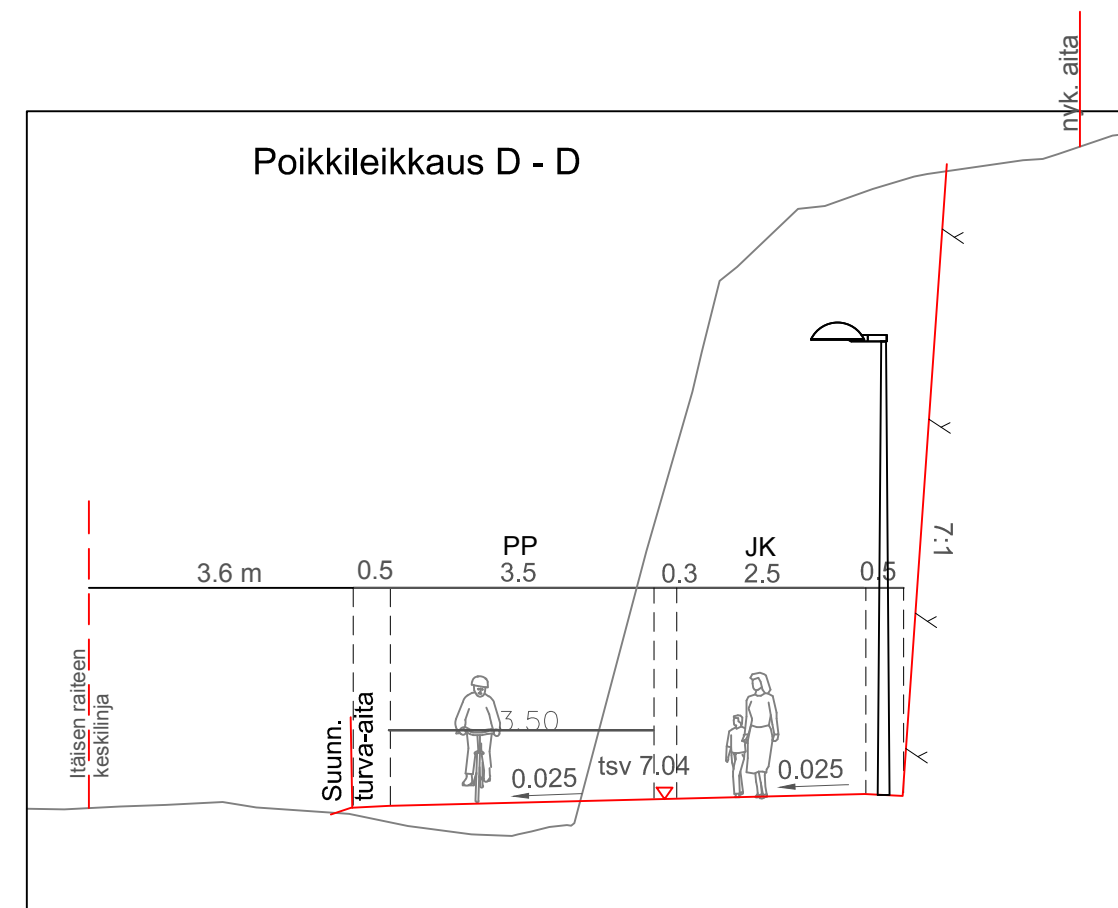 nyk. aita
Poikkileikkaus D - D
7:1
PP
JK
3.6 m
0.5
3.5
0.3
2.5
0.5
Itäisen raiteen
keskilinja
Suunn.
turva-aita
3.50
0.025
tsv 7.04
0.025